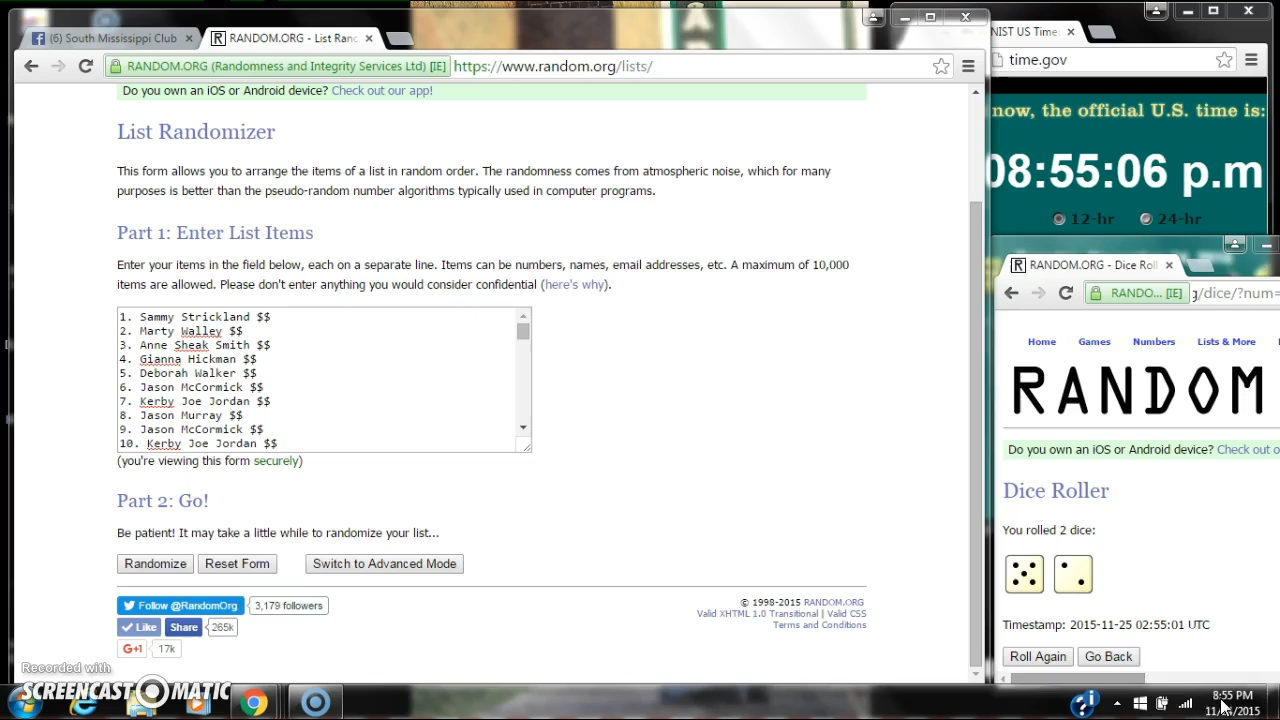 (6) South Mississippi Club
RANDOM.ORG - List Ranc
RANDOM.ORG (Randomness and Integrity Services Ltd) [IE]
https://www.random.org/lists/
Do you own an iOS or Android device? Check out our app!
List Randomizer
This form allows you to arrange the items of a list in random order. The randomness comes from atmospheric noise, which for many
purposes is better than the pseudo-random number algorithms typically used in computer programs.
Part 1: Enter List Items
Enter your items in the field below, each on a separate line. Items can be numbers, names, email addresses, etc. A maximum of 10,000
items are allowed. Please don't enter anything you would consider confidential (here's why).
1. Sammy Strickland $$
2. Marty Walley $$
3. Anne Sheak Smith $$
4. Gianna Hickman $$
5. Deborah Walker $$
6. Jason McCormick $$
7. Kerby Joe Jordan $$
8. Jason Murray $$
9. Jason McCormick $$
10. Kerby Joe Jordan $$
(you're viewing this form securely)
Part 2: Go!
Be patient! It may take a little while to randomize your list...
Randomize
Reset Form
Switch to Advanced Mode
Follow @RandomOrg
3,179 followers
Like
Share
265k
G+1
17k
© 1998-2015 RANDOM.ORG
Valid XHTML 1.0 Transitional | Valid CSS
Terms and Conditions
NIST US Time:
time.gov
now, the official U.S. time is:
08:55:06 p.m
12-hr
24-hr
RANDOM.ORG - Dice Roll
RANDO... [IE]
g/dice/?num=
Home
Games
Numbers
Lists & More
RANDOM
Do you own an iOS or Android device? Check out o
Dice Roller
You rolled 2 dice:
Timestamp: 2015-11-25 02:55:01 UTC
Roll Again
Go Back
Recorded with
SCREENCAST-O-MATIC
8:55 PM